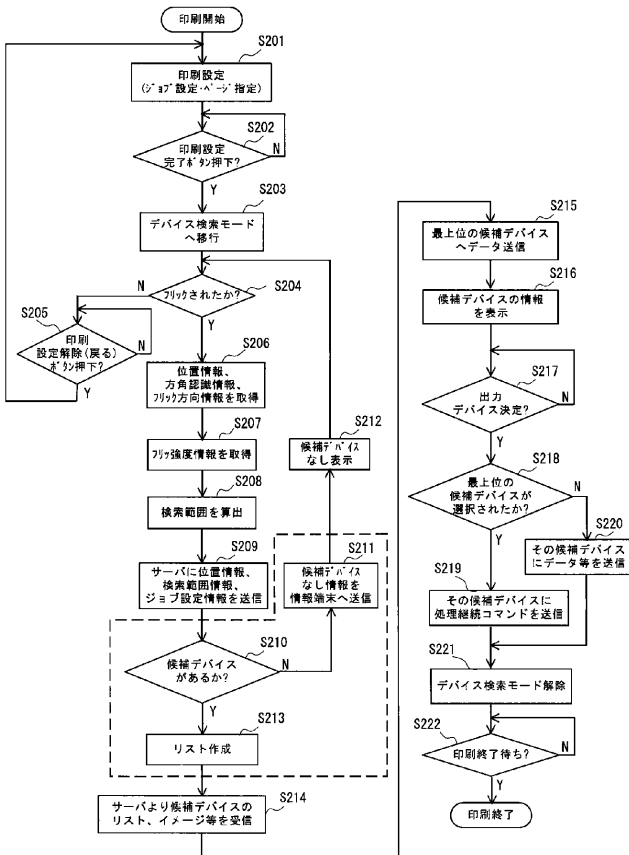 印刷開始
S201
印刷設定
(ｼﾞｮﾌﾞ設定･ﾍﾟｰｼﾞ指定)
S202
印刷設定
完了ﾎﾞﾀﾝ押下?
N
Y
S203
デバイス検索モード
へ移行
S204
ﾌﾘｯｸされたか?
N
Y
S205
印刷
設定解除(戻る)
ﾎﾞﾀﾝ押下?
N
Y
S206
位置情報、
方角認識情報、
ﾌﾘｯｸ方向情報を取得
S207
ﾌﾘｯｸ強度情報を取得
S208
検索範囲を算出
S209
サーバに位置情報、
検索範囲情報、
ジョブ設定情報を送信
S210
候補デバイス
があるか?
N
Y
S211
候補ﾃﾞﾊﾞｲｽ
なし情報を
情報端末へ送信
S212
候補ﾃﾞﾊﾞｲｽ
なし表示
S213
リスト作成
S214
サーバより候補デバイスの
リスト、イメージ等を受信
S215
最上位の候補デバイス
へデータ送信
S216
候補デバイスの情報
を表示
S217
出力
デバイス決定?
N
Y
S218
最上位の
候補デバイスが
選択されたか?
N
Y
S220
その候補デバイス
にデータ等を送信
S219
その候補デバイスに
処理継続コマンドを送信
S221
デバイス検索モード解除
S222
印刷終了待ち?
N
Y
印刷終了